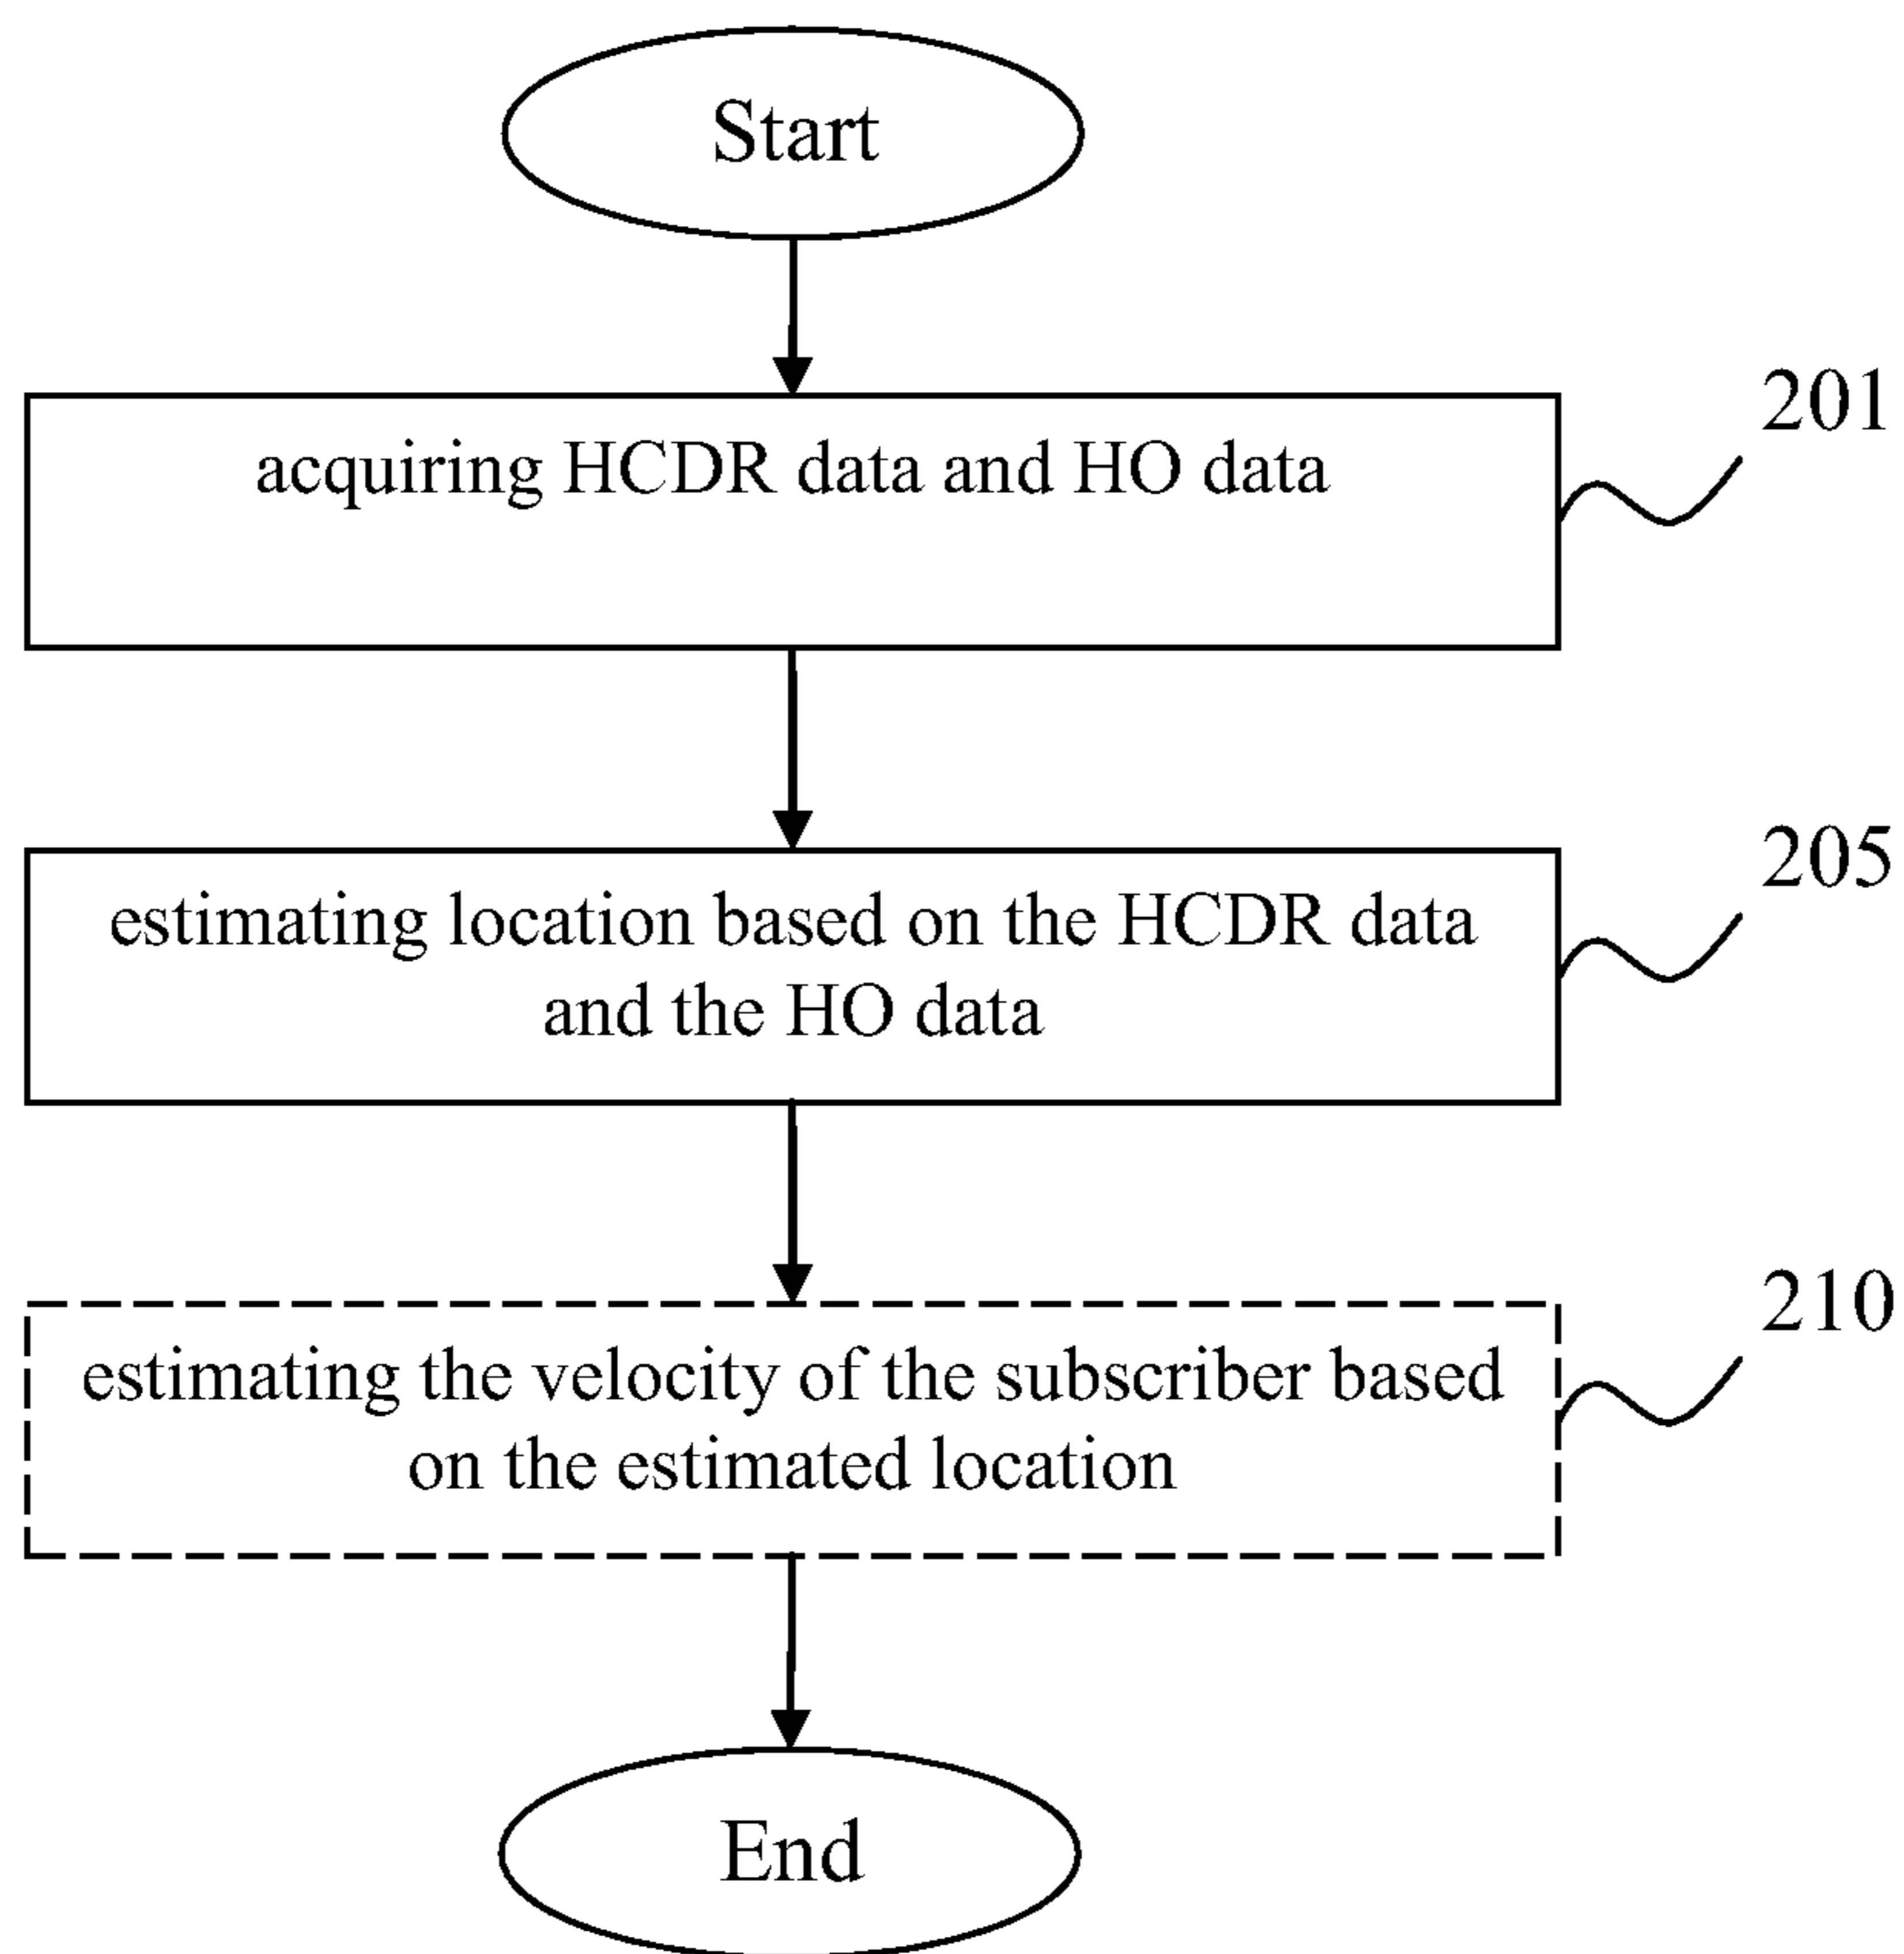 Start
201
acquiring HCDR data and HO data
205
estimating location based on the HCDR data
and the HO data
210
estimating the velocity of the subscriber based
on the estimated location
End